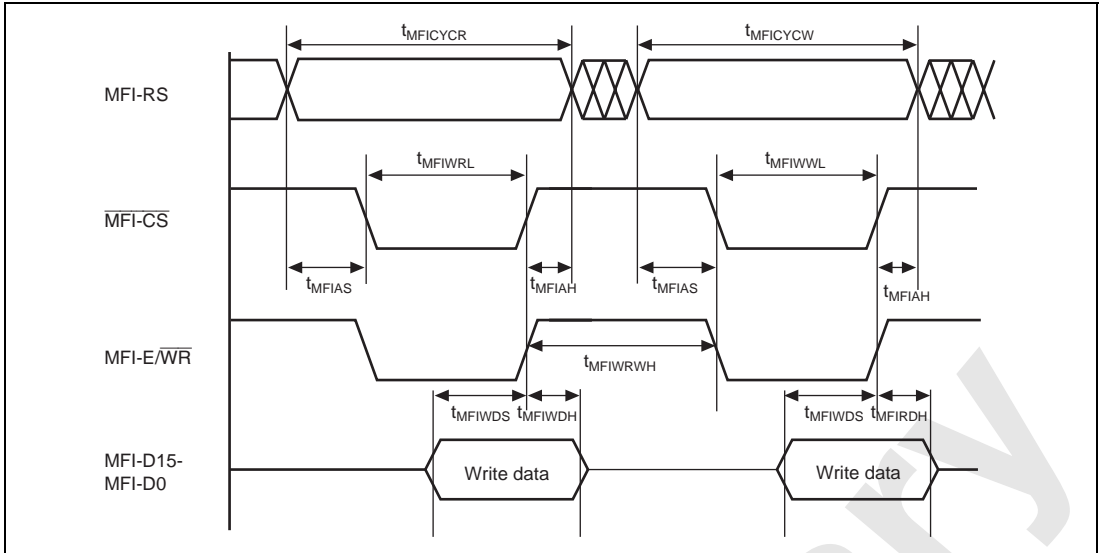 tMFICYCR tMFICYCW
MFI-RS
tMFIWRL tMFIWWL
MFI-CS
tMFIAS tMFIAH tMFIAS tMFIAH
MFI-E/WR
tMFIWRWH
tMFIWDS tMFIWDH tMFIWDS tMFIRDH
MFI-D15-
MFI-D0
Write data Write data